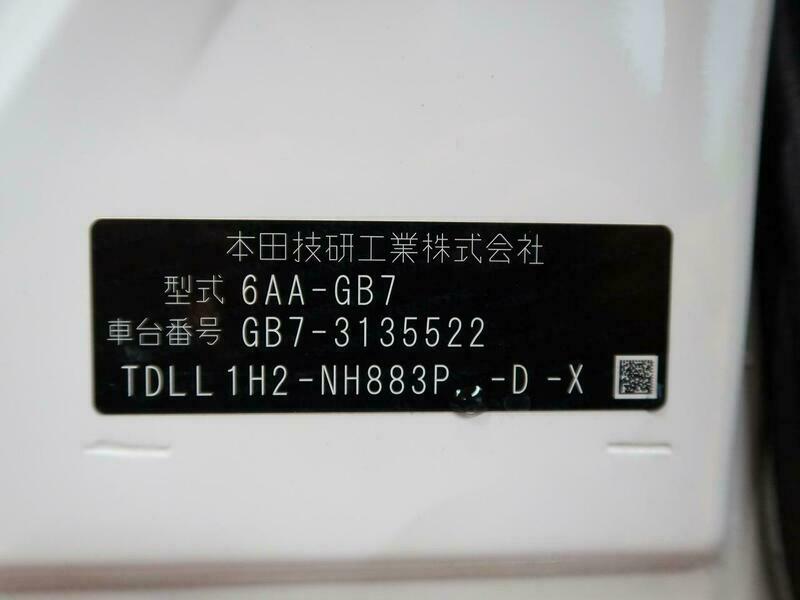 本田技研工業株式会社
型式 6AA-GB7
車台番号 GB7-3135522
TDLL1H2-NH883P,,-D -X